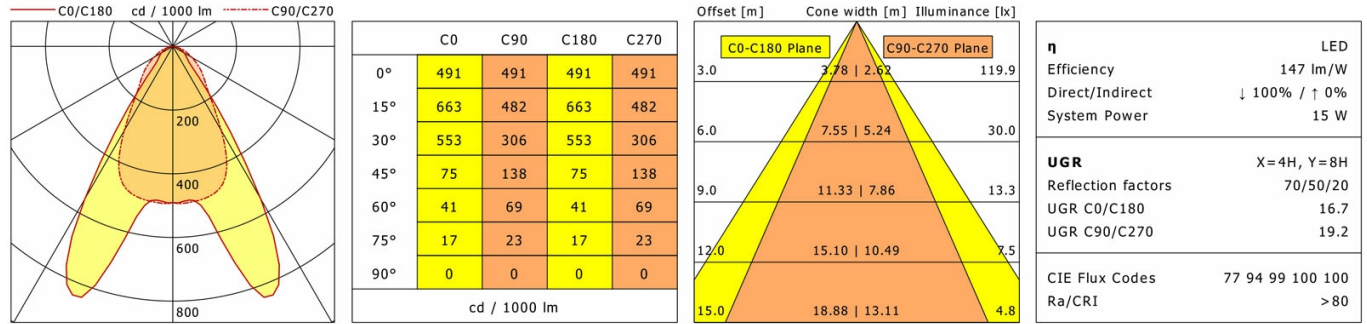 C0/C180 cd / 1000 lm C90/C270
200
400
600
800
C0 C90 C180 C270
0° 491 491 491 491
15° 663 482 663 482
30° 553 306 553 306
45° 75 138 75 138
60° 41 69 41 69
75° 17 23 17 23
90° 0 0 0 0
cd / 1000 lm
Offset [m] Cone width [m] Illuminance [lx]
C0-C180 Plane C90-C270 Plane
3.0 3.78 | 2.62 119.9
6.0 7.55 | 5.24 30.0
9.0 11.33 | 7.86 13.3
12.0 15.10 | 10.49 7.5
15.0 18.88 | 13.11 4.8
η LED
Efficiency 147 lm/W
Direct/Indirect ↓ 100% / ↑ 0%
System Power 15 W
UGR X=4H, Y=8H
Reflection factors 70/50/20
UGR C0/C180 16.7
UGR C90/C270 19.2
CIE Flux Codes 77 94 99 100 100
Ra/CRI >80